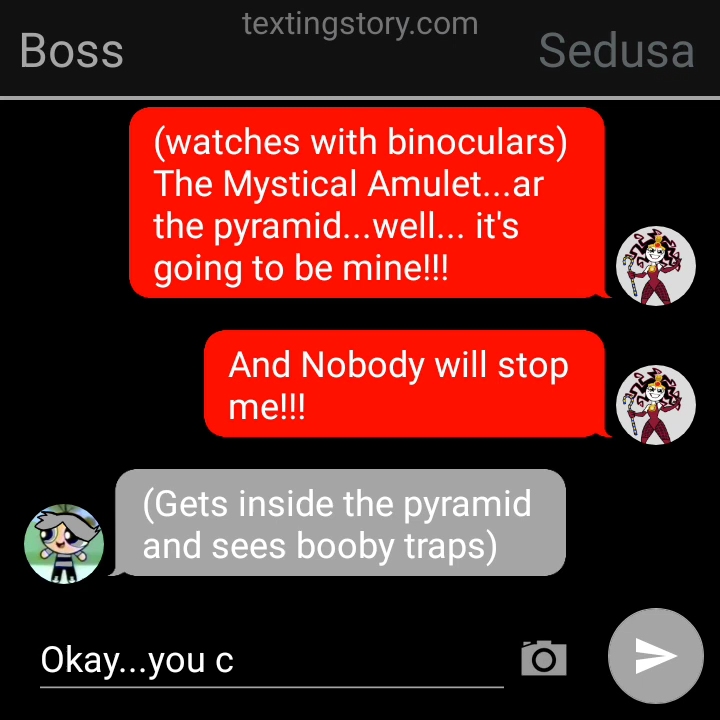 textingstory.com
Boss
Sedusa
(watches with binoculars)
The Mystical Amulet...ar
the pyramid...well... it's
going to be mine!!!
And Nobody will stop
me!!!
(Gets inside the pyramid
and sees booby traps)
Okay...you c